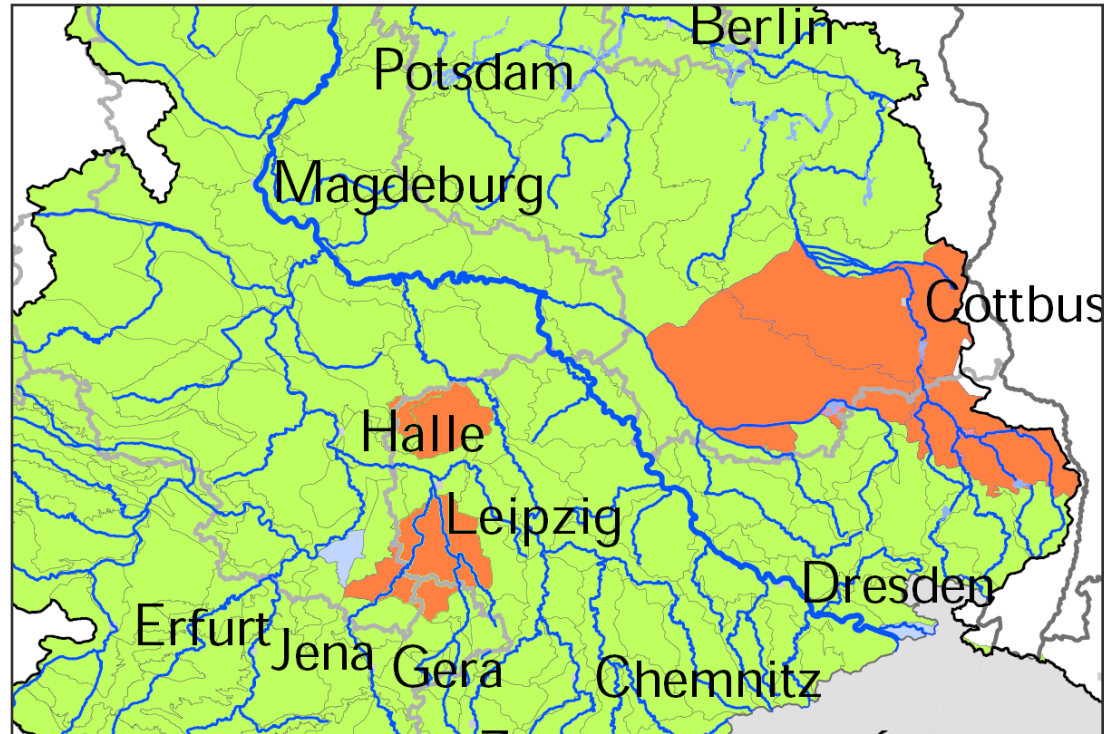 Berlin
Potsdam
Magdeburg
Cottbus
Halle
Leipzig
Dresden
Erfurt
Jena
Gera
Chemnitz